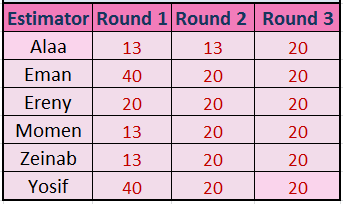 Estimator Round 1 Round 2 Round 3
Alaa 13 13 20
Eman 40 20 20
Ereny 20 20 20
Momen 13 20 20
Zeinab 13 20 20
Yosif 40 20 20